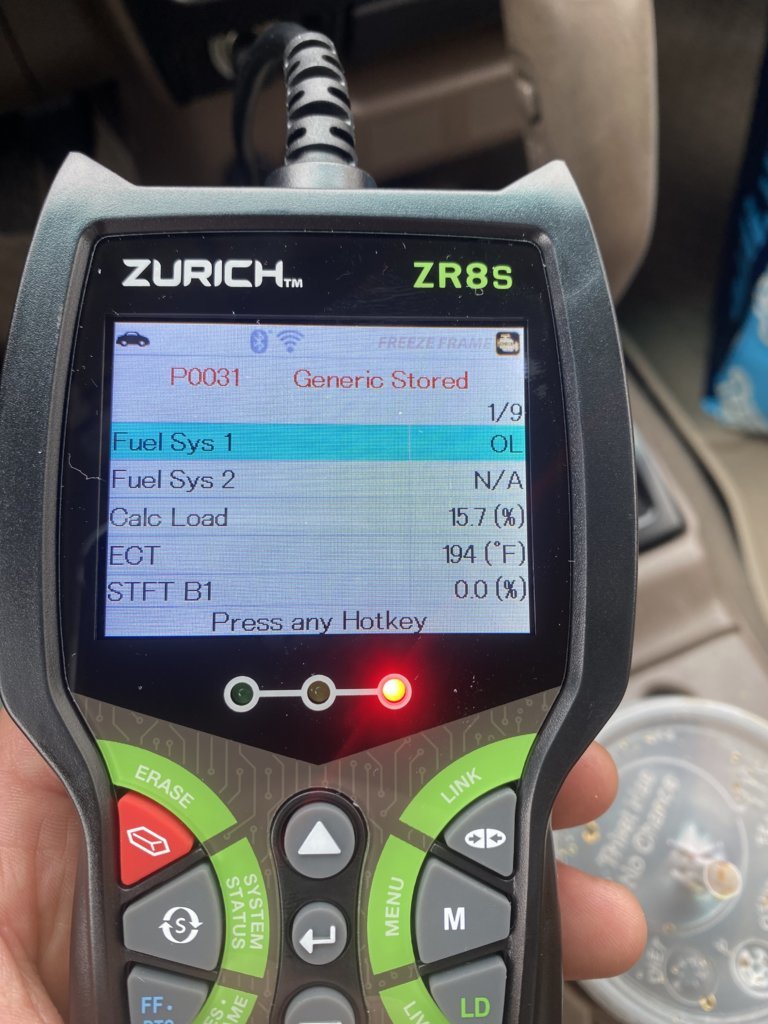 ZURICH™ ZR8S
FREEZE FRAME
P0031 Generic Stored
1/9
Fuel Sys 1 OL
Fuel Sys 2 N/A
Calc Load 15.7 (%)
ECT 194 (°F)
STFT B1 0.0 (%)
Press any Hotkey
ERASE
LINK
SYSTEM STATUS
S
MENU
M
FF.
LD